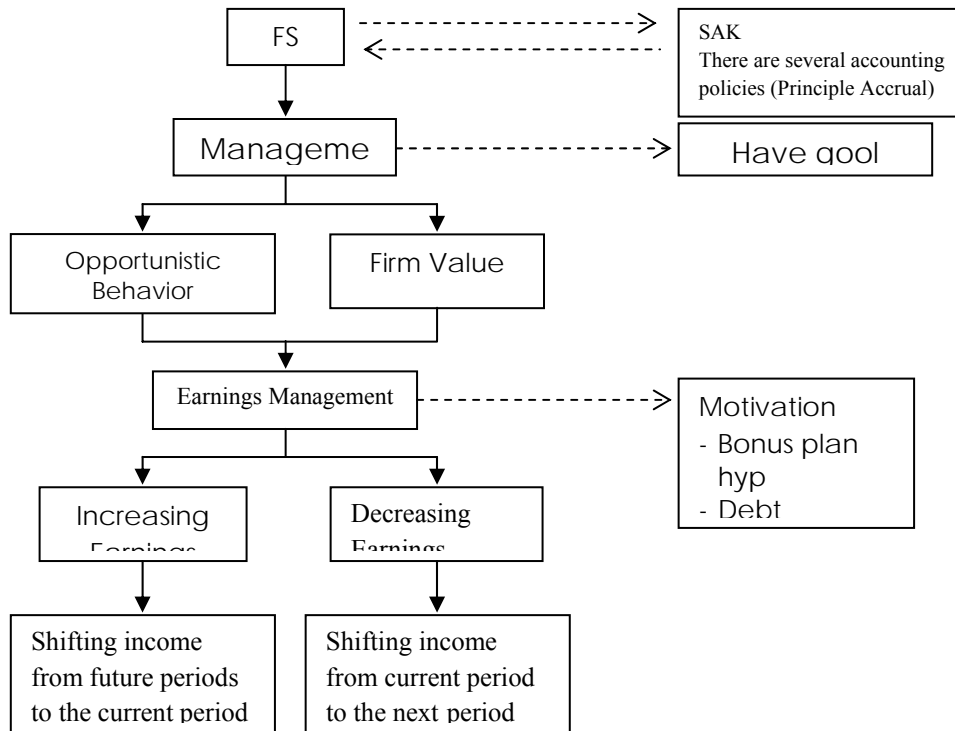 FS
SAK
There are several accounting
policies (Principle Accrual)
Manageme
Have gool
Opportunistic
Behavior
Firm Value
Earnings Management
Motivation
- Bonus plan
hyp
- Debt
Increasing
Earnings
Decreasing
Earnings
Shifting income
from future periods
to the current period
Shifting income
from current period
to the next period